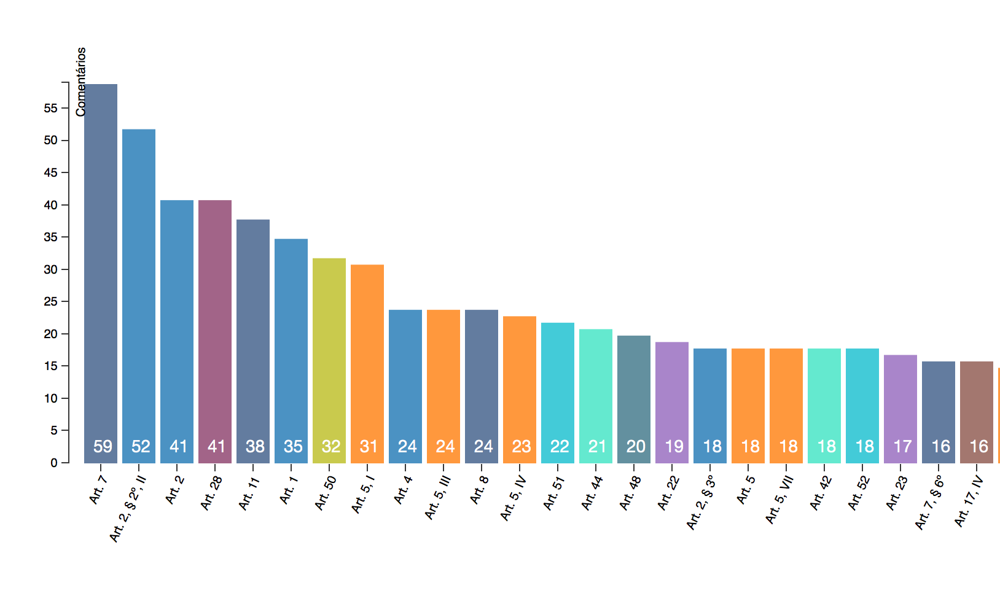 Comentários
55
50
45
40
35
30
25
20
15
10
5
0
59 52 41 41 38 35 32 31 24 24 24 23 22 21 20 19 18 18 18 18 18 17 16 16
Art. 7
Art. 2, § 2º, II
Art. 2
Art. 28
Art. 11
Art. 1
Art. 50
Art. 5, I
Art. 4
Art. 5, III
Art. 8
Art. 5, IV
Art. 51
Art. 44
Art. 48
Art. 22
Art. 2, § 3º
Art. 5
Art. 5, VII
Art. 42
Art. 52
Art. 23
Art. 7, § 6º
Art. 17, IV